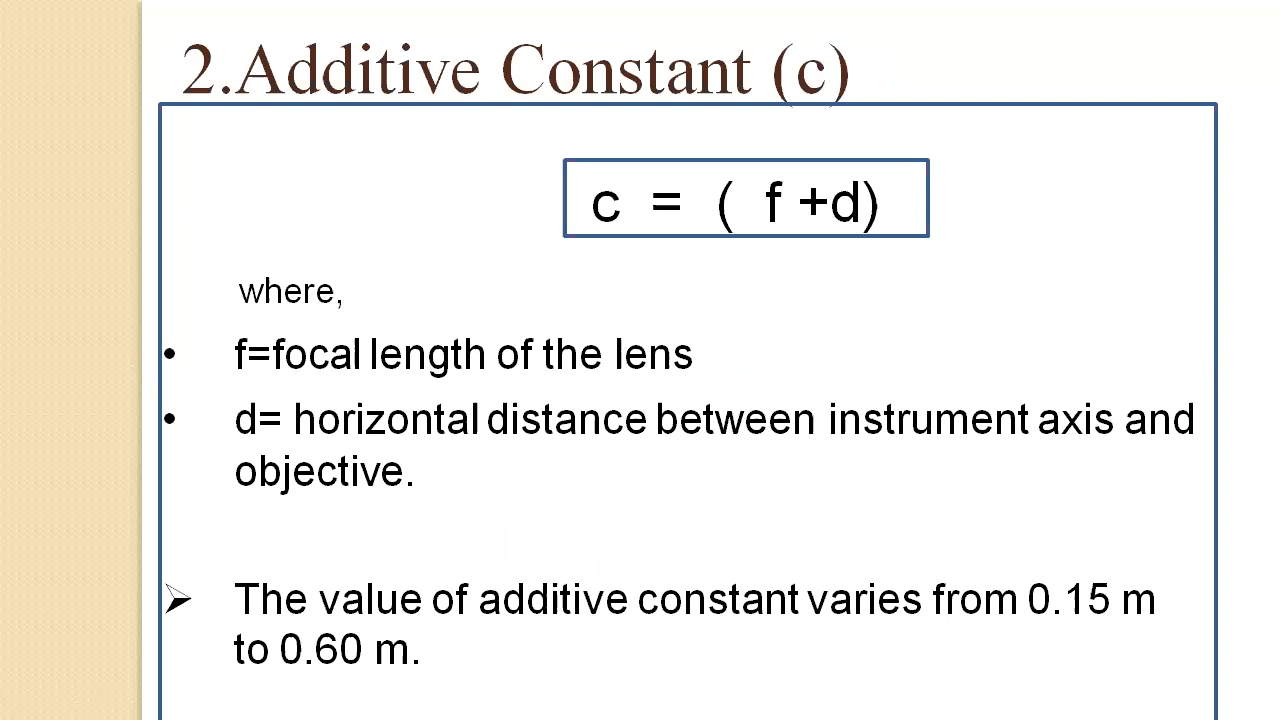 2.Additive Constant (c)
c = ( f +d)
where,
• f=focal length of the lens
• d= horizontal distance between instrument axis and
objective.
➢ The value of additive constant varies from 0.15 m
to 0.60 m.